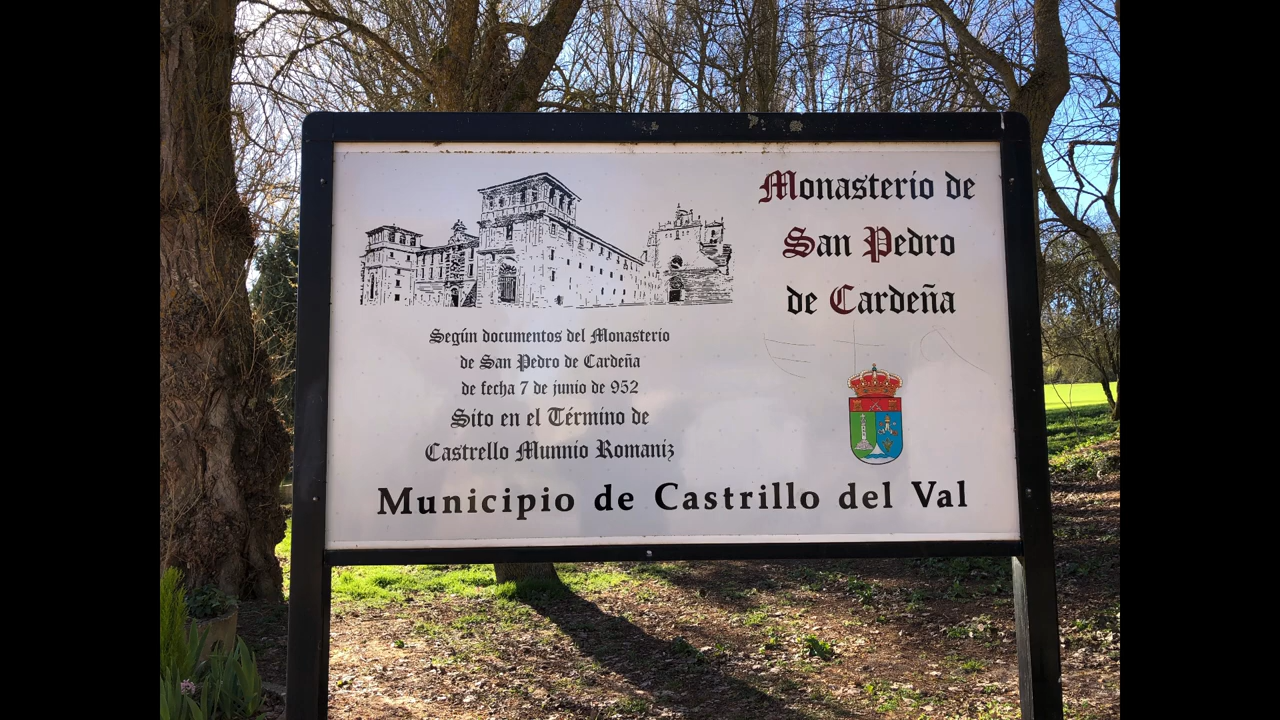 Monasterio de
San Pedro
de Cardeña
Según documentos del Monasterio
de San Pedro de Cardeña
de fecha 7 de junio de 952
Sito en el Término de
Castrello Munnio Romaniz
Municipio de Castrillo del Val